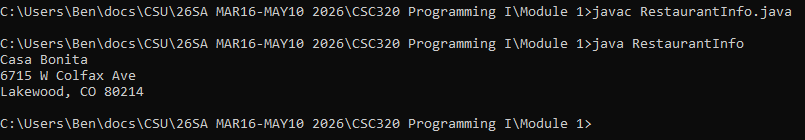 C:\Users\Ben\docs\CSU\26SA MAR16-MAY10 2026\CSC320 Programming I\Module 1>javac RestaurantInfo.java
C:\Users\Ben\docs\CSU\26SA MAR16-MAY10 2026\CSC320 Programming I\Module 1>java RestaurantInfo
Casa Bonita
6715 W Colfax Ave
Lakewood, CO 80214
C:\Users\Ben\docs\CSU\26SA MAR16-MAY10 2026\CSC320 Programming I\Module 1>